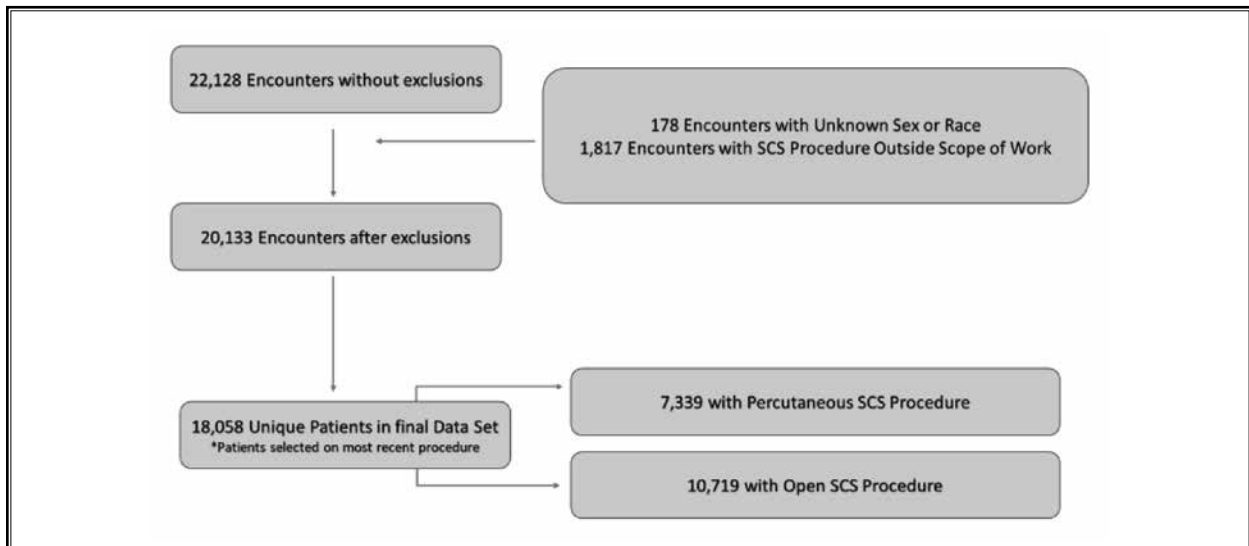 22,128 Encounters without exclusions
178 Encounters with Unknown Sex or Race
1,817 Encounters with SCS Procedure Outside Scope of Work
20,133 Encounters after exclusions
18,058 Unique Patients in final Data Set
*Patients selected on most recent procedure
7,339 with Percutaneous SCS Procedure
10,719 with Open SCS Procedure